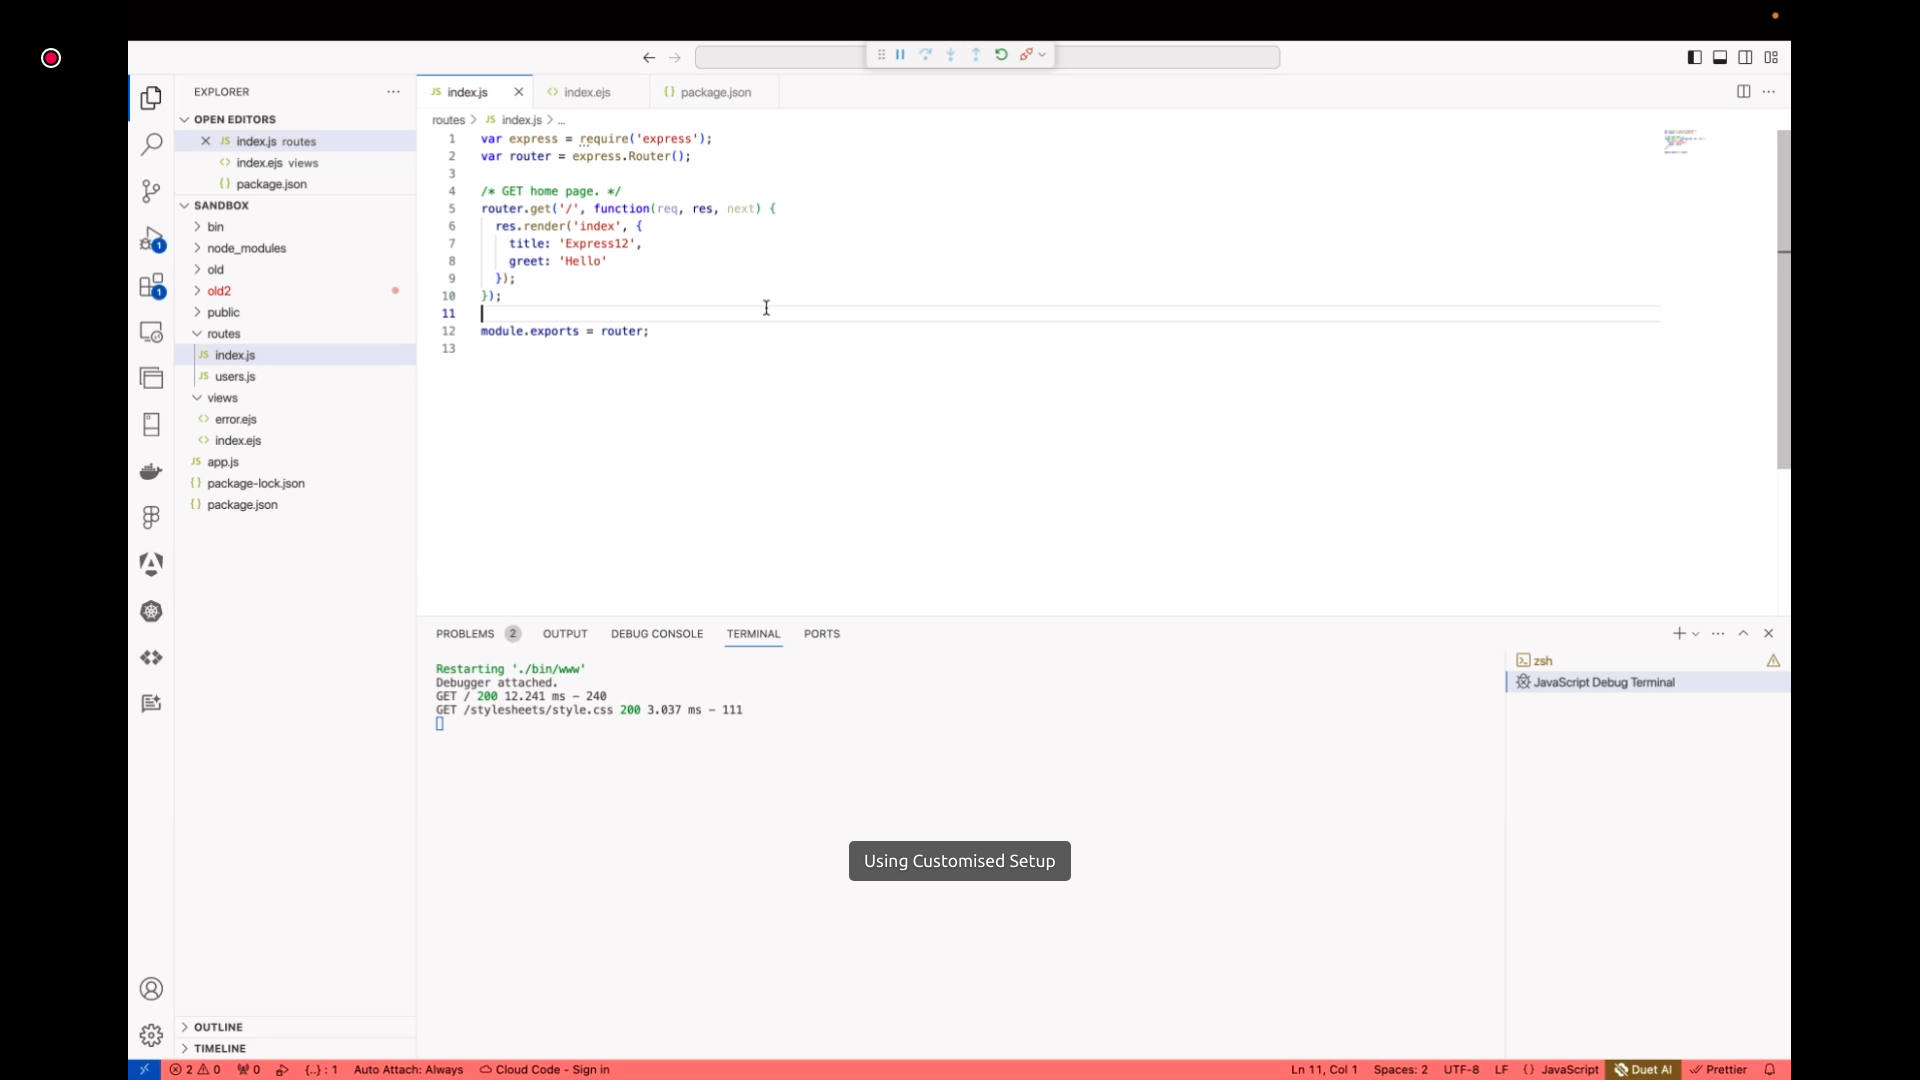 EXPLORER
OPEN EDITORS
JS index.js routes
<> index.ejs views
{} package.json
SANDBOX
bin
node_modules
old
old2
public
routes
JS index.js
JS users.js
views
<> error.ejs
<> index.ejs
JS app.js
{} package-lock.json
{} package.json
OUTLINE
TIMELINE
JS index.js
<> index.ejs
{} package.json
routes > JS index.js > ...
1 var express = require('express');
2 var router = express.Router();
3
4 /* GET home page. */
5 router.get('/', function(req, res, next) {
6 res.render('index', {
7 title: 'Express12',
8 greet: 'Hello'
9 });
10 });
11
12 module.exports = router;
13
PROBLEMS 2 OUTPUT DEBUG CONSOLE TERMINAL PORTS
Restarting './bin/www'
Debugger attached.
GET / 200 12.241 ms - 240
GET /stylesheets/style.css 200 3.037 ms - 111
zsh
JavaScript Debug Terminal
Using Customised Setup
1
1
2 0 0 {..} : 1 Auto Attach: Always Cloud Code - Sign in Ln 11, Col 1 Spaces: 2 UTF-8 LF {} JavaScript Duet AI Prettier